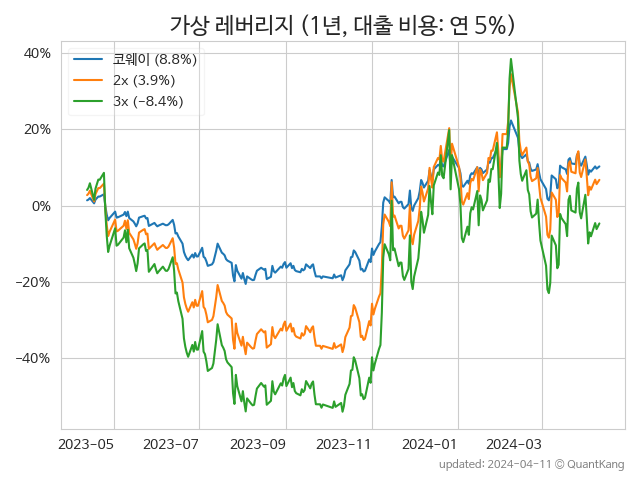 가상 레버리지 (1년, 대출 비용: 연 5%)
코웨이 (8.8%)
2x (3.9%)
3x (−8.4%)
40%
20%
0%
−20%
−40%
2023−05
2023−07
2023−09
2023−11
2024−01
2024−03
updated: 2024-04-11 © QuantKang